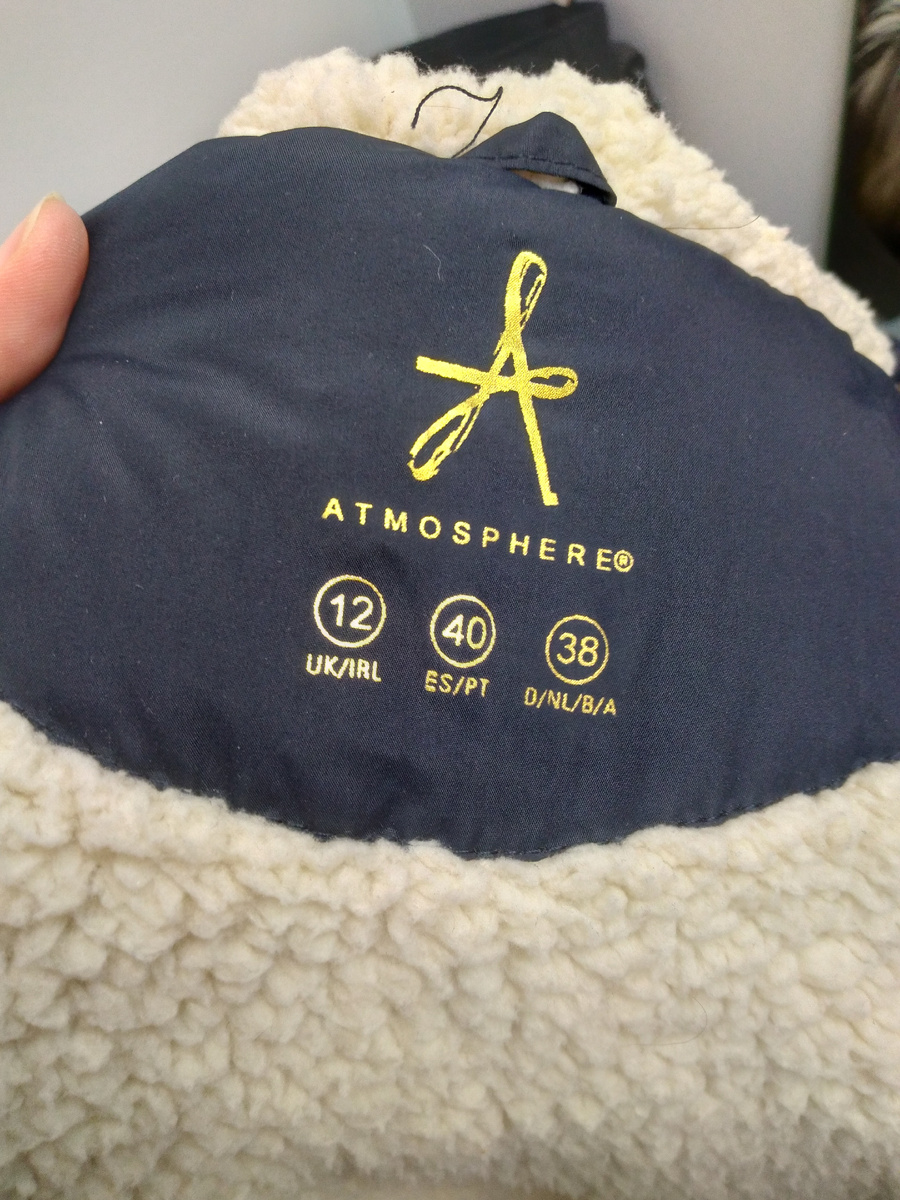 ATMOSPHERE®
12 40 38
UK/IRL ES/PT D/NL/B/A